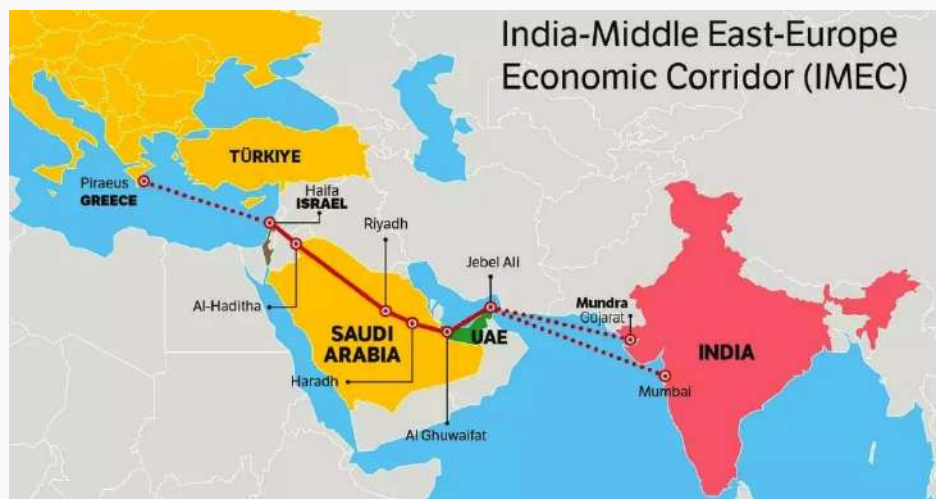 India-Middle East-Europe
Economic Corridor (IMEC)
TÜRKIYE
Piraeus
GREECE
Haifa
ISRAEL
Riyadh
Jebel Ali
Al-Haditha
Mundra
Gujarat
SAUDI
ARABIA
UAE
INDIA
Haradh
Mumbai
Al Ghuwaifat